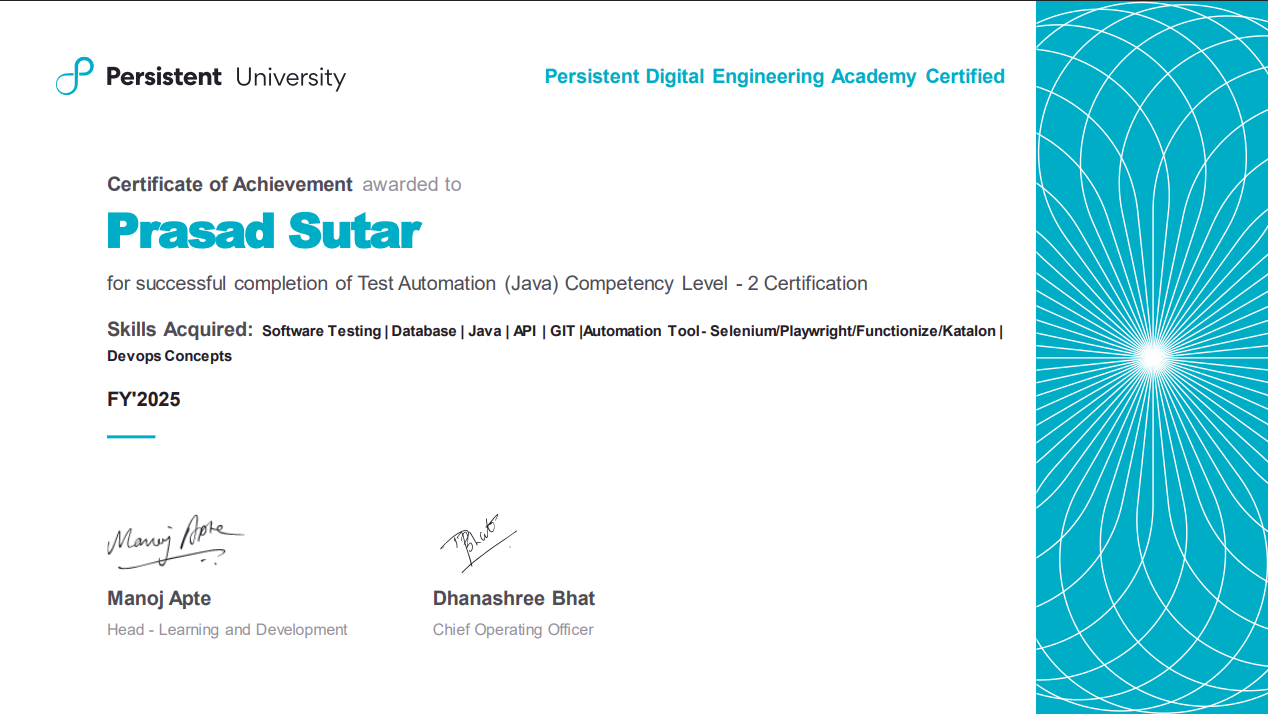 Persistent University
Persistent Digital Engineering Academy Certified
Certificate of Achievement awarded to
Prasad Sutar
for successful completion of Test Automation (Java) Competency Level - 2 Certification
Skills Acquired: Software Testing | Database | Java | API | GIT |Automation Tool- Selenium/Playwright/Functionize/Katalon |
Devops Concepts
FY'2025
Manoj Apte
Bhat
Manoj Apte
Dhanashree Bhat
Head - Learning and Development
Chief Operating Officer